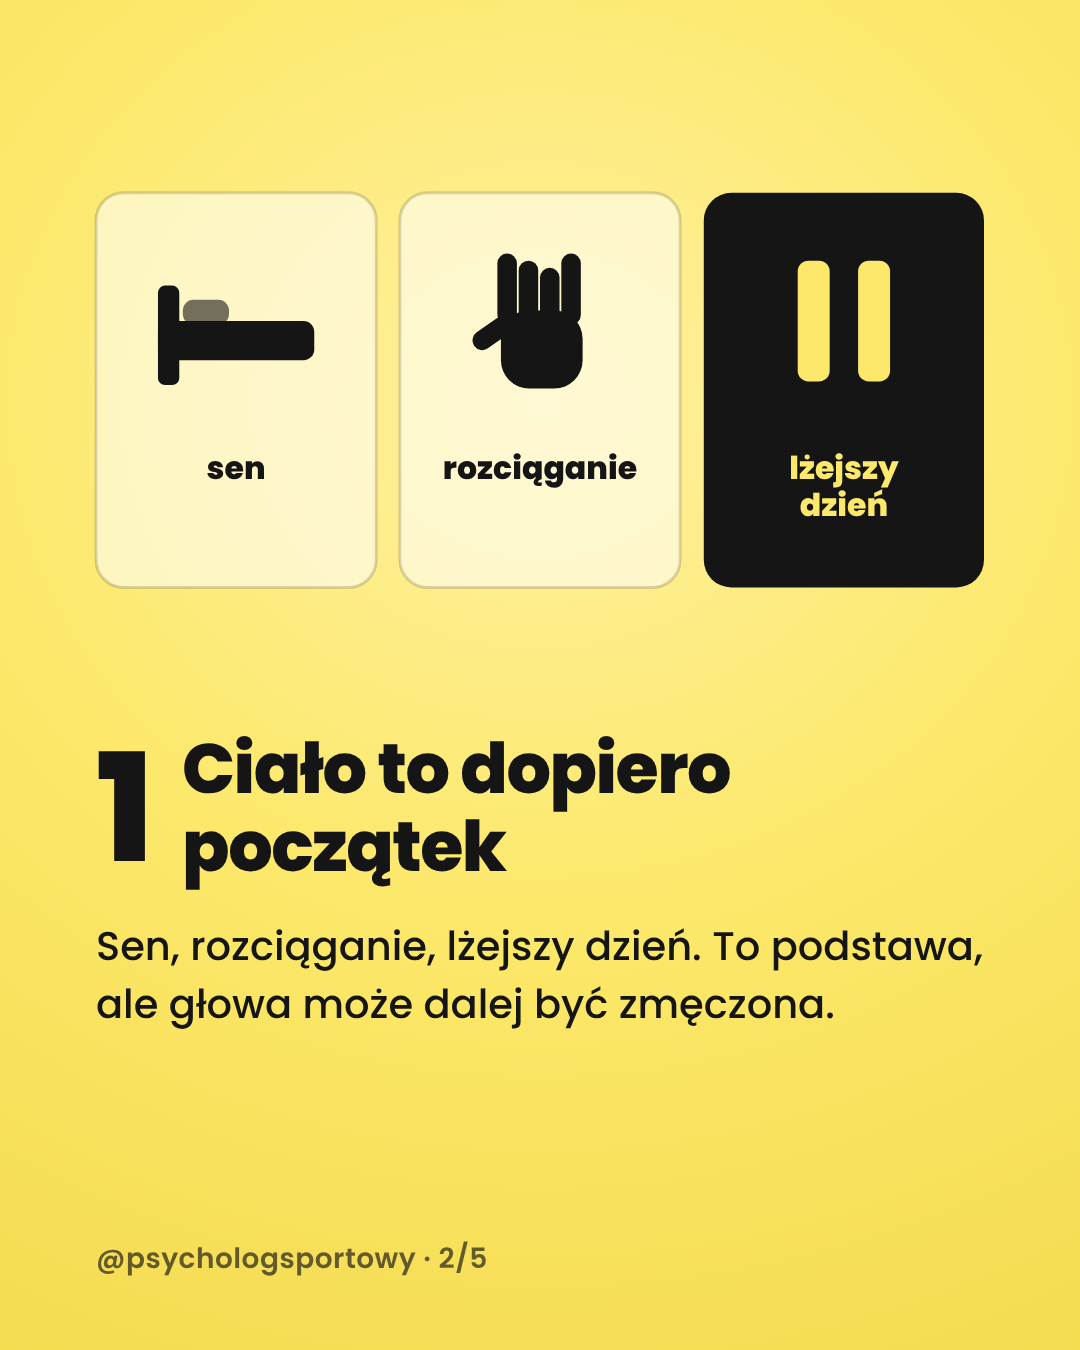 sen
rozciąganie
lżejszy
dzień
1
Ciało to dopiero
początek
Sen, rozciąganie, lżejszy dzień. To podstawa,
ale głowa może dalej być zmęczona.
@psychologsportowy · 2/5